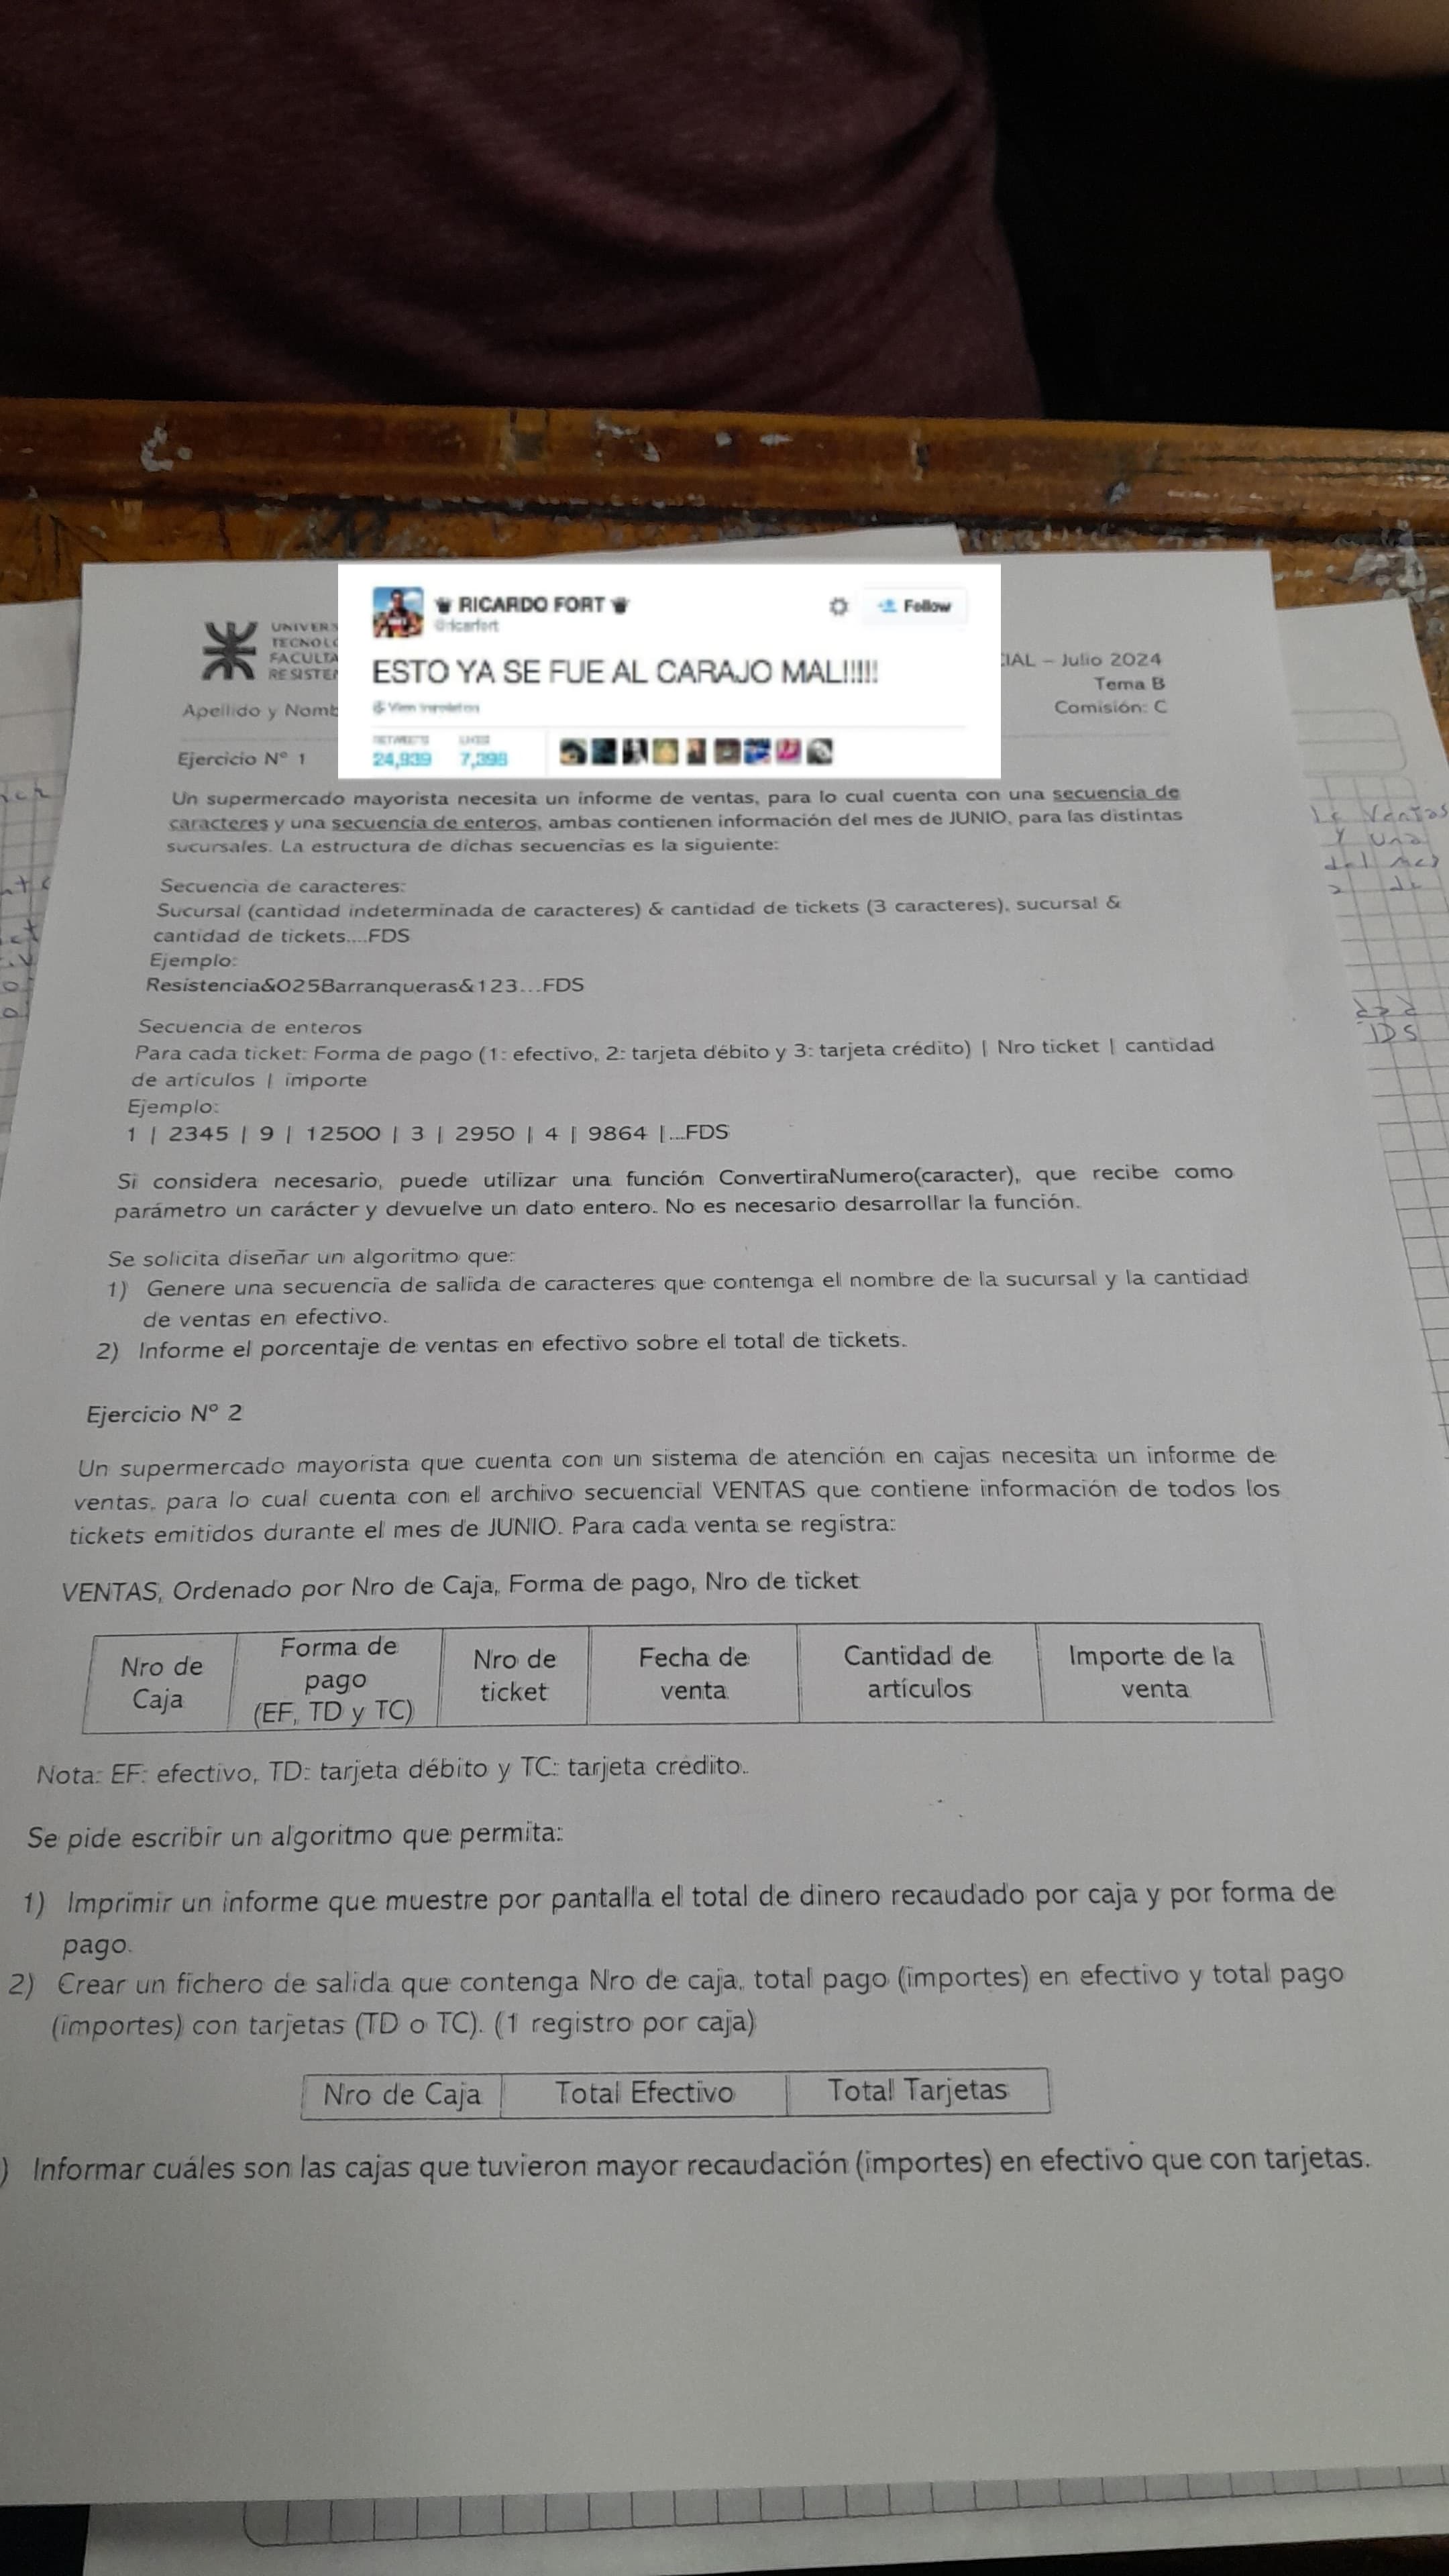 UNIVERS
TECNOLO
FACULTA
RESISTEN
RICARDO FORT
@ricarfort
Follow
ESTO YA SE FUE AL CARAJO MAL!!!!!
View translation
RETWEETS
LIKES
24,939
7,398
CIAL – Julio 2024
Tema B
Comisión: C
Apellido y Nomb
Ejercicio Nº 1
Un supermercado mayorista necesita un informe de ventas, para lo cual cuenta con una secuencia de
caracteres y una secuencia de enteros, ambas contienen información del mes de JUNIO, para las distintas
sucursales. La estructura de dichas secuencias es la siguiente:
Secuencia de caracteres:
Sucursal (cantidad indeterminada de caracteres) & cantidad de tickets (3 caracteres), sucursal &
cantidad de tickets....FDS
Ejemplo:
Resistencia&025Barranqueras&123...FDS
Secuencia de enteros
Para cada ticket: Forma de pago (1: efectivo, 2: tarjeta débito y 3: tarjeta crédito) | Nro ticket | cantidad
de artículos | importe
Ejemplo:
1 | 2345 | 9 | 12500 | 3 | 2950 | 4 | 9864 |...FDS
Si considera necesario, puede utilizar una función ConvertiraNumero(caracter), que recibe como
parámetro un carácter y devuelve un dato entero. No es necesario desarrollar la función.
Se solicita diseñar un algoritmo que:
1) Genere una secuencia de salida de caracteres que contenga el nombre de la sucursal y la cantidad
de ventas en efectivo.
2) Informe el porcentaje de ventas en efectivo sobre el total de tickets.
Ejercicio Nº 2
Un supermercado mayorista que cuenta con un sistema de atención en cajas necesita un informe de
ventas, para lo cual cuenta con el archivo secuencial VENTAS que contiene información de todos los
tickets emitidos durante el mes de JUNIO. Para cada venta se registra:
VENTAS, Ordenado por Nro de Caja, Forma de pago, Nro de ticket
Nro de
Caja
Forma de
pago
(EF, TD y TC)
Nro de
ticket
Fecha de
venta
Cantidad de
artículos
Importe de la
venta
Nota: EF: efectivo, TD: tarjeta débito y TC: tarjeta crédito.
Se pide escribir un algoritmo que permita:
1) Imprimir un informe que muestre por pantalla el total de dinero recaudado por caja y por forma de
pago.
2) Crear un fichero de salida que contenga Nro de caja, total pago (importes) en efectivo y total pago
(importes) con tarjetas (TD o TC). (1 registro por caja)
Nro de Caja
Total Efectivo
Total Tarjetas
) Informar cuáles son las cajas que tuvieron mayor recaudación (importes) en efectivo que con tarjetas.
Ventas
y una